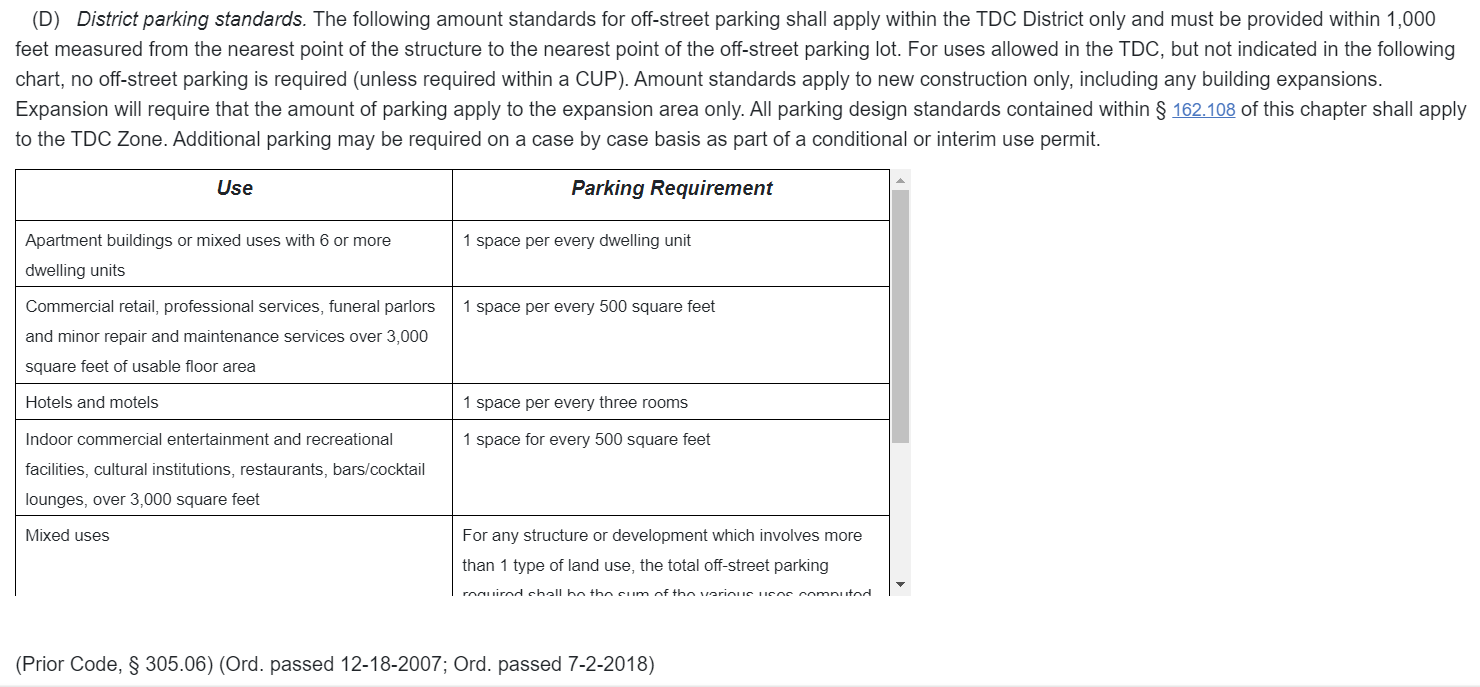 (D) District parking standards. The following amount standards for off-street parking shall apply within the TDC District only and must be provided within 1,000
feet measured from the nearest point of the structure to the nearest point of the off-street parking lot. For uses allowed in the TDC, but not indicated in the following
chart, no off-street parking is required (unless required within a CUP). Amount standards apply to new construction only, including any building expansions.
Expansion will require that the amount of parking apply to the expansion area only. All parking design standards contained within § 162.108 of this chapter shall apply
to the TDC Zone. Additional parking may be required on a case by case basis as part of a conditional or interim use permit.
Use
Parking Requirement
Apartment buildings or mixed uses with 6 or more
dwelling units
1 space per every dwelling unit
Commercial retail, professional services, funeral parlors
and minor repair and maintenance services over 3,000
square feet of usable floor area
1 space per every 500 square feet
Hotels and motels
1 space per every three rooms
Indoor commercial entertainment and recreational
facilities, cultural institutions, restaurants, bars/cocktail
lounges, over 3,000 square feet
1 space for every 500 square feet
Mixed uses
For any structure or development which involves more
than 1 type of land use, the total off-street parking
required shall be the sum of the various uses computed
(Prior Code, § 305.06) (Ord. passed 12-18-2007; Ord. passed 7-2-2018)